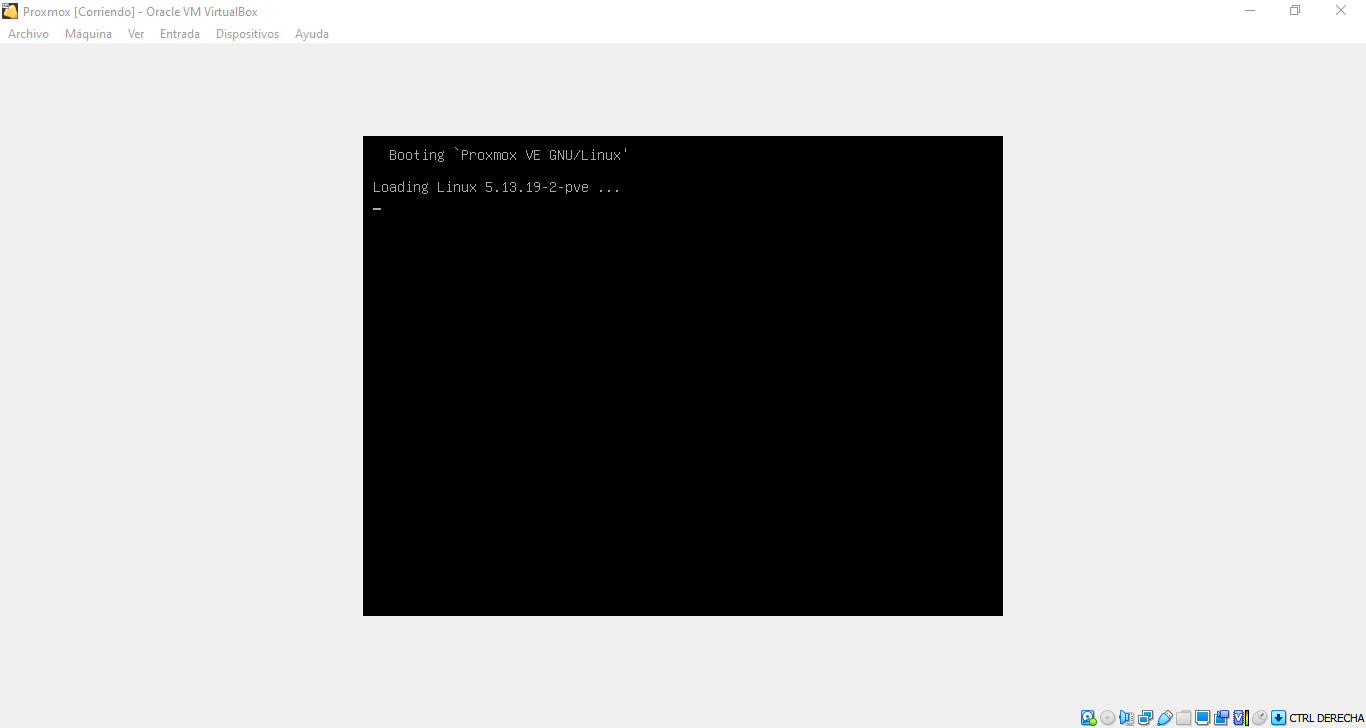 Proxmox [Corriendo] - Oracle VM VirtualBox
Archivo Máquina Ver Entrada Dispositivos Ayuda
Booting `Proxmox VE GNU/Linux'
Loading Linux 5.13.19-2-pve ...
CTRL DERECHA